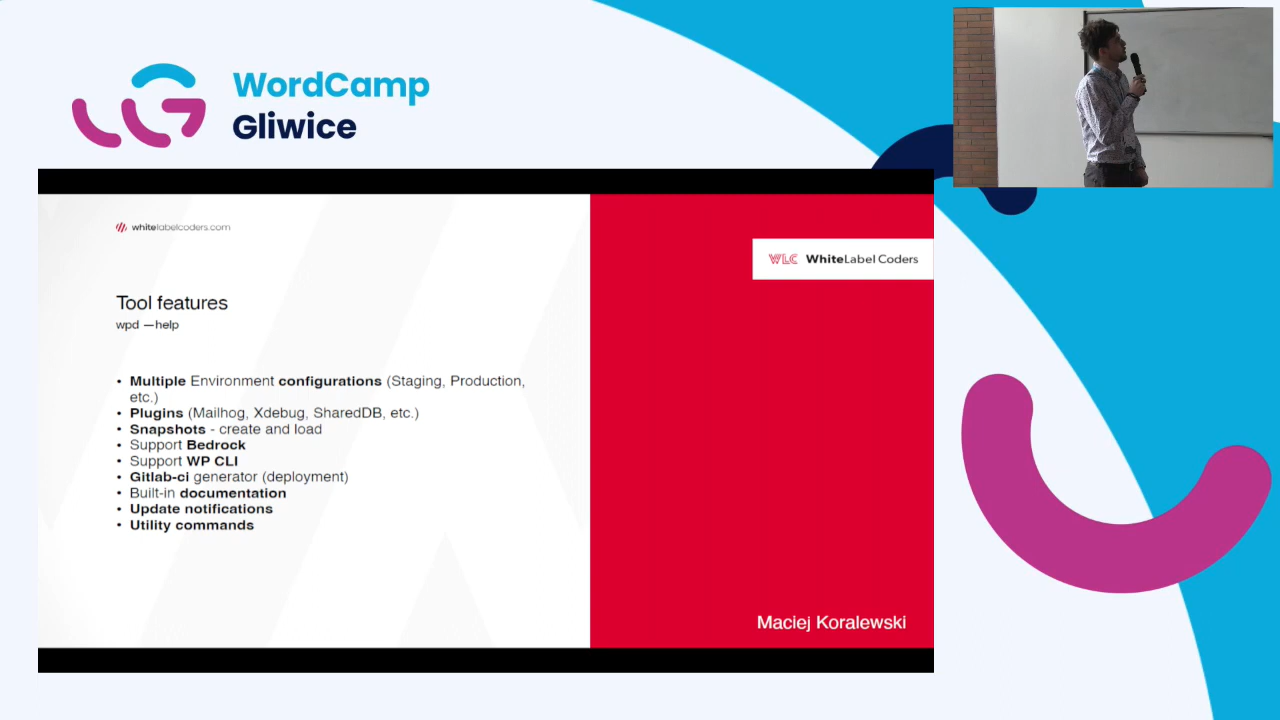 WordCamp
Gliwice
whitelabelcoders.com
WLC WhiteLabel Coders
Tool features
wpd —help
• Multiple Environment configurations (Staging, Production,
etc.)
• Plugins (Mailhog, Xdebug, SharedDB, etc.)
• Snapshots - create and load
• Support Bedrock
• Support WP CLI
• Gitlab-ci generator (deployment)
• Built-in documentation
• Update notifications
• Utility commands
Maciej Koralewski